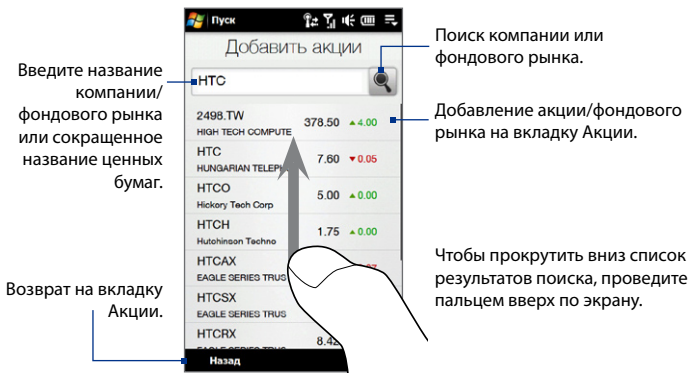 Пуск
Добавить акции
HTC
2498.TW
HIGH TECH COMPUTE
378.50
4.00
HTC
HUNGARIAN TELEP
7.60
0.05
HTCO
Hickory Tech Corp
5.00
0.00
HTCH
Hutchinson Techno
1.75
0.00
HTCAX
EAGLE SERIES TRUS
HTCSX
EAGLE SERIES TRUS
HTCRX
8.42
Назад
Введите название
компании/
фондового рынка
или сокращенное
название ценных
бумаг.
Возврат на вкладку
Акции.
Поиск компании или
фондового рынка.
Добавление акции/фондового
рынка на вкладку Акции.
Чтобы прокрутить вниз список
результатов поиска, проведите
пальцем вверх по экрану.